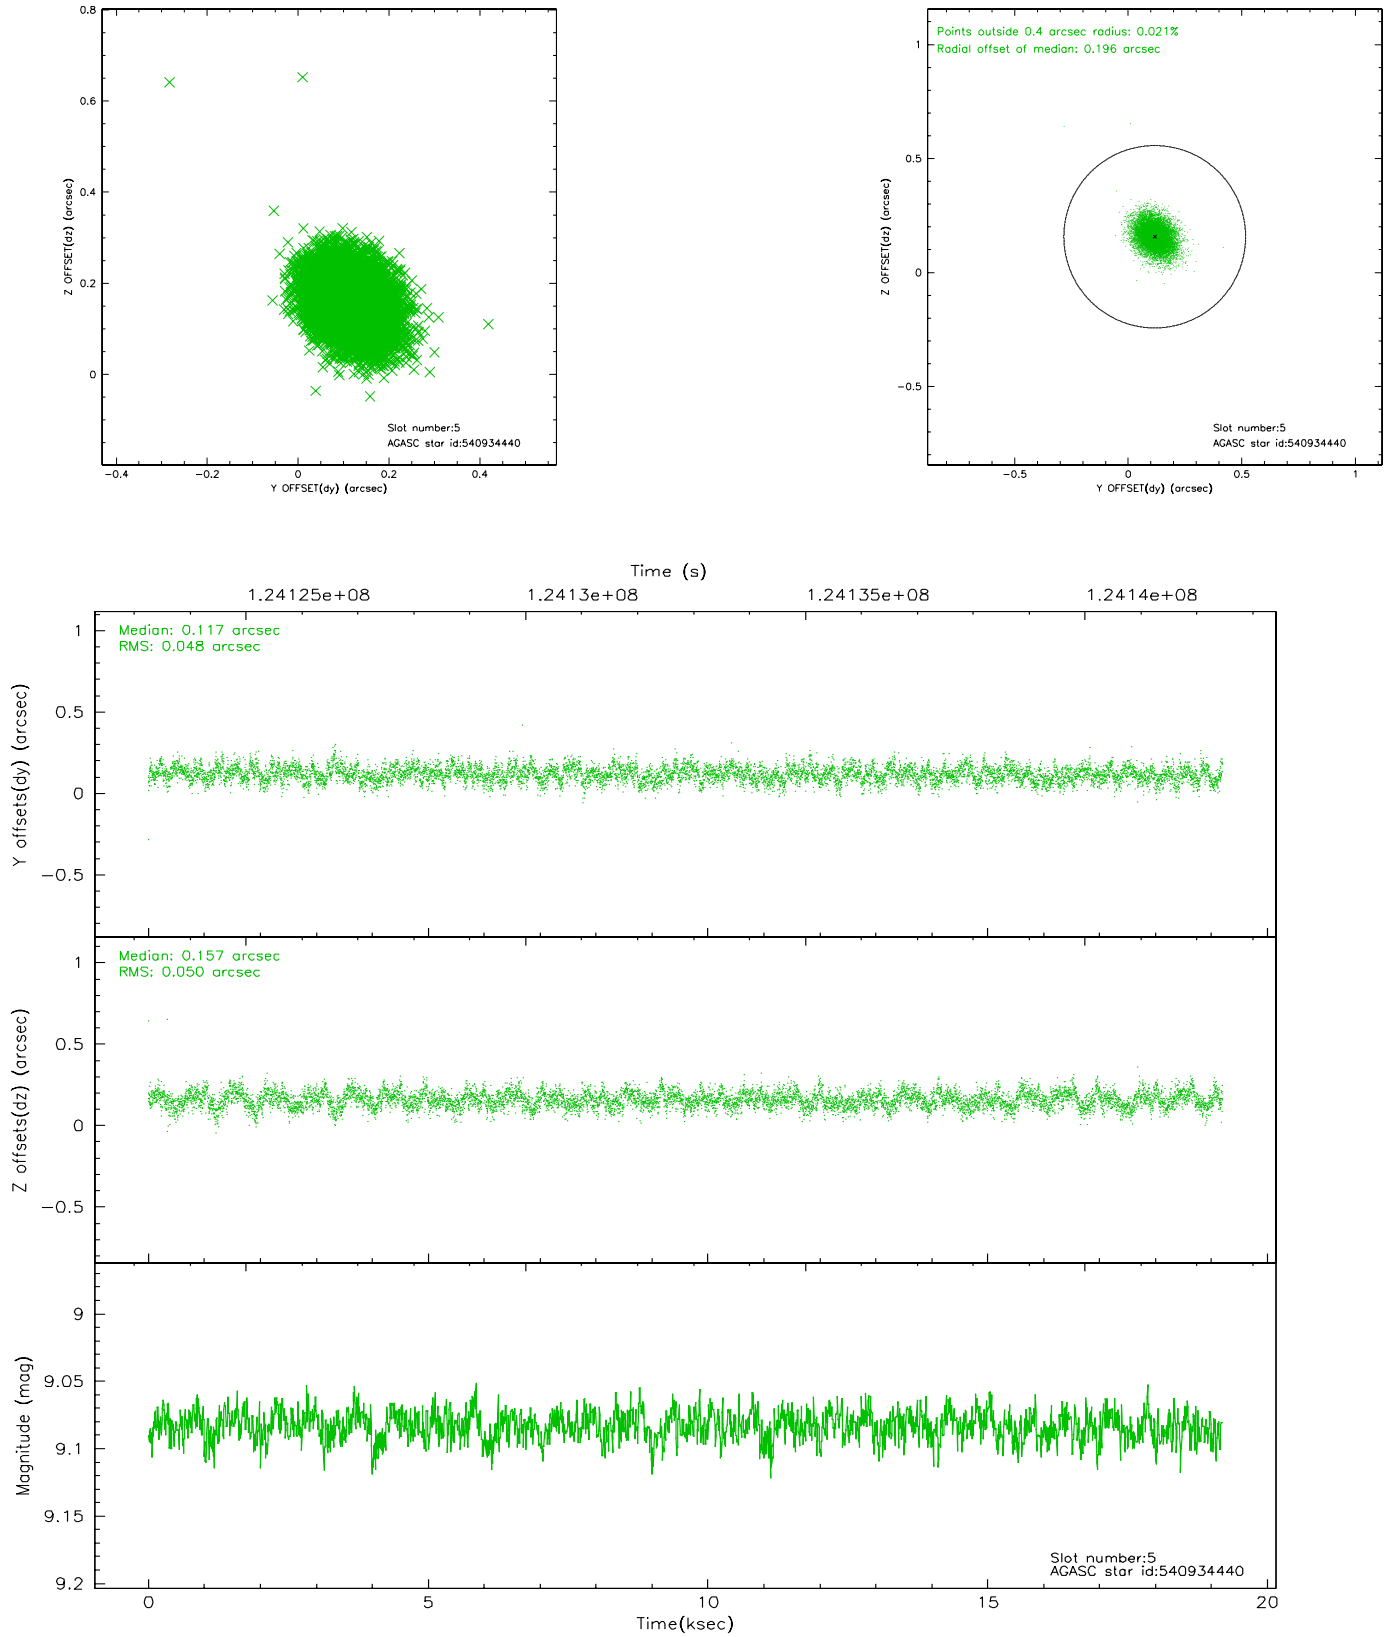 0.8
0.6
0.4
0.2
0
-0.4
-0.2
0
0.2
0.4
Z OFFSET(dz) (arcsec)
Y OFFSET(dy) (arcsec)
Slot number:5
AGASC star id:540934440
Points outside 0.4 arcsec radius: 0.021%
Radial offset of median: 0.196 arcsec
1
0.5
0
-0.5
-0.5
0
0.5
1
Z OFFSET(dz) (arcsec)
Y OFFSET(dy) (arcsec)
Slot number:5
AGASC star id:540934440
Time (s)
1.24125e+08
1.2413e+08
1.24135e+08
1.2414e+08
Median: 0.117 arcsec
RMS: 0.048 arcsec
1
0.5
0
-0.5
Y offsets(dy) (arcsec)
Median: 0.157 arcsec
RMS: 0.050 arcsec
1
0.5
0
-0.5
Z offsets(dz) (arcsec)
9
9.05
9.1
9.15
9.2
Magnitude (mag)
Slot number:5
AGASC star id:540934440
0
5
10
15
20
Time(ksec)